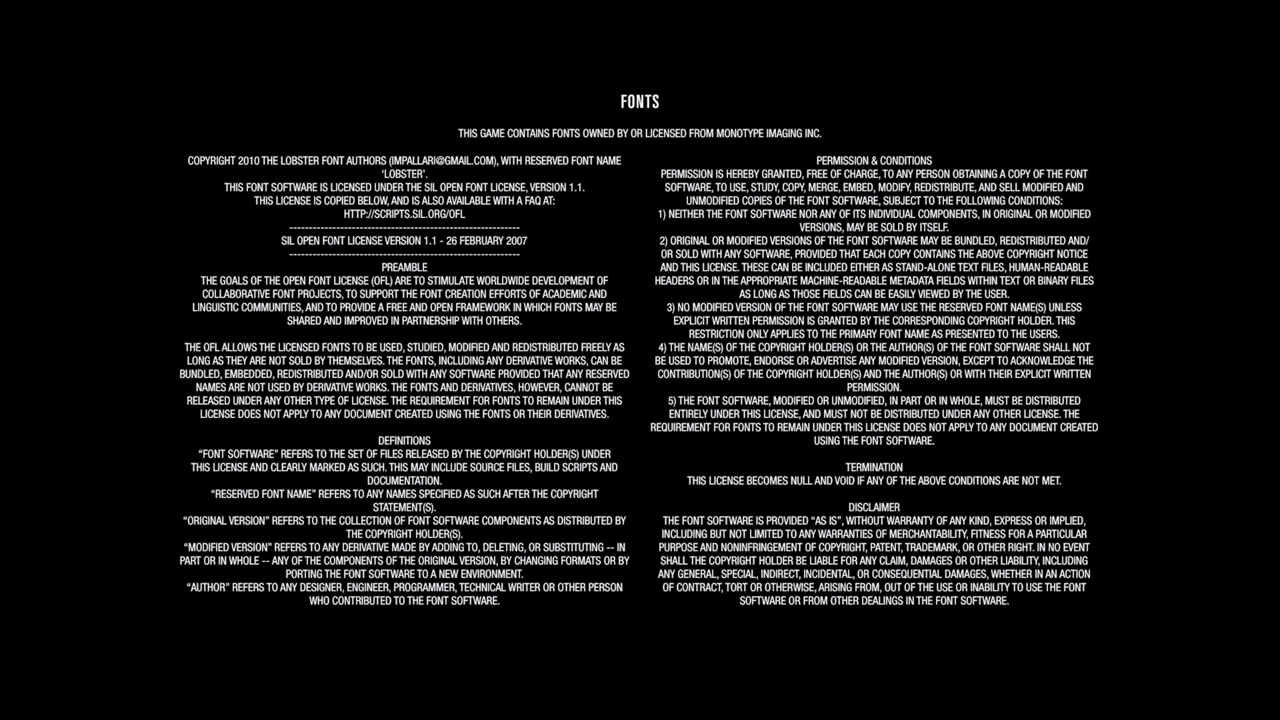 FONTS
THIS GAME CONTAINS FONTS OWNED BY OR LICENSED FROM MONOTYPE IMAGING INC.
COPYRIGHT 2010 THE LOBSTER FONT AUTHORS (IMPALLARI@GMAIL.COM), WITH RESERVED FONT NAME
‘LOBSTER’.
THIS FONT SOFTWARE IS LICENSED UNDER THE SIL OPEN FONT LICENSE, VERSION 1.1.
THIS LICENSE IS COPIED BELOW, AND IS ALSO AVAILABLE WITH A FAQ AT:
HTTP://SCRIPTS.SIL.ORG/OFL
-----------------------------------------------------------
SIL OPEN FONT LICENSE VERSION 1.1 - 26 FEBRUARY 2007
-----------------------------------------------------------
PREAMBLE
THE GOALS OF THE OPEN FONT LICENSE (OFL) ARE TO STIMULATE WORLDWIDE DEVELOPMENT OF
COLLABORATIVE FONT PROJECTS, TO SUPPORT THE FONT CREATION EFFORTS OF ACADEMIC AND
LINGUISTIC COMMUNITIES, AND TO PROVIDE A FREE AND OPEN FRAMEWORK IN WHICH FONTS MAY BE
SHARED AND IMPROVED IN PARTNERSHIP WITH OTHERS.
THE OFL ALLOWS THE LICENSED FONTS TO BE USED, STUDIED, MODIFIED AND REDISTRIBUTED FREELY AS
LONG AS THEY ARE NOT SOLD BY THEMSELVES. THE FONTS, INCLUDING ANY DERIVATIVE WORKS, CAN BE
BUNDLED, EMBEDDED, REDISTRIBUTED AND/OR SOLD WITH ANY SOFTWARE PROVIDED THAT ANY RESERVED
NAMES ARE NOT USED BY DERIVATIVE WORKS. THE FONTS AND DERIVATIVES, HOWEVER, CANNOT BE
RELEASED UNDER ANY OTHER TYPE OF LICENSE. THE REQUIREMENT FOR FONTS TO REMAIN UNDER THIS
LICENSE DOES NOT APPLY TO ANY DOCUMENT CREATED USING THE FONTS OR THEIR DERIVATIVES.
DEFINITIONS
“FONT SOFTWARE” REFERS TO THE SET OF FILES RELEASED BY THE COPYRIGHT HOLDER(S) UNDER
THIS LICENSE AND CLEARLY MARKED AS SUCH. THIS MAY INCLUDE SOURCE FILES, BUILD SCRIPTS AND
DOCUMENTATION.
“RESERVED FONT NAME” REFERS TO ANY NAMES SPECIFIED AS SUCH AFTER THE COPYRIGHT
STATEMENT(S).
“ORIGINAL VERSION” REFERS TO THE COLLECTION OF FONT SOFTWARE COMPONENTS AS DISTRIBUTED BY
THE COPYRIGHT HOLDER(S).
“MODIFIED VERSION” REFERS TO ANY DERIVATIVE MADE BY ADDING TO, DELETING, OR SUBSTITUTING -- IN
PART OR IN WHOLE -- ANY OF THE COMPONENTS OF THE ORIGINAL VERSION, BY CHANGING FORMATS OR BY
PORTING THE FONT SOFTWARE TO A NEW ENVIRONMENT.
“AUTHOR” REFERS TO ANY DESIGNER, ENGINEER, PROGRAMMER, TECHNICAL WRITER OR OTHER PERSON
WHO CONTRIBUTED TO THE FONT SOFTWARE.
PERMISSION & CONDITIONS
PERMISSION IS HEREBY GRANTED, FREE OF CHARGE, TO ANY PERSON OBTAINING A COPY OF THE FONT
SOFTWARE, TO USE, STUDY, COPY, MERGE, EMBED, MODIFY, REDISTRIBUTE, AND SELL MODIFIED AND
UNMODIFIED COPIES OF THE FONT SOFTWARE, SUBJECT TO THE FOLLOWING CONDITIONS:
1) NEITHER THE FONT SOFTWARE NOR ANY OF ITS INDIVIDUAL COMPONENTS, IN ORIGINAL OR MODIFIED
VERSIONS, MAY BE SOLD BY ITSELF.
2) ORIGINAL OR MODIFIED VERSIONS OF THE FONT SOFTWARE MAY BE BUNDLED, REDISTRIBUTED AND/
OR SOLD WITH ANY SOFTWARE, PROVIDED THAT EACH COPY CONTAINS THE ABOVE COPYRIGHT NOTICE
AND THIS LICENSE. THESE CAN BE INCLUDED EITHER AS STAND-ALONE TEXT FILES, HUMAN-READABLE
HEADERS OR IN THE APPROPRIATE MACHINE-READABLE METADATA FIELDS WITHIN TEXT OR BINARY FILES
AS LONG AS THOSE FIELDS CAN BE EASILY VIEWED BY THE USER.
3) NO MODIFIED VERSION OF THE FONT SOFTWARE MAY USE THE RESERVED FONT NAME(S) UNLESS
EXPLICIT WRITTEN PERMISSION IS GRANTED BY THE CORRESPONDING COPYRIGHT HOLDER. THIS
RESTRICTION ONLY APPLIES TO THE PRIMARY FONT NAME AS PRESENTED TO THE USERS.
4) THE NAME(S) OF THE COPYRIGHT HOLDER(S) OR THE AUTHOR(S) OF THE FONT SOFTWARE SHALL NOT
BE USED TO PROMOTE, ENDORSE OR ADVERTISE ANY MODIFIED VERSION, EXCEPT TO ACKNOWLEDGE THE
CONTRIBUTION(S) OF THE COPYRIGHT HOLDER(S) AND THE AUTHOR(S) OR WITH THEIR EXPLICIT WRITTEN
PERMISSION.
5) THE FONT SOFTWARE, MODIFIED OR UNMODIFIED, IN PART OR IN WHOLE, MUST BE DISTRIBUTED
ENTIRELY UNDER THIS LICENSE, AND MUST NOT BE DISTRIBUTED UNDER ANY OTHER LICENSE. THE
REQUIREMENT FOR FONTS TO REMAIN UNDER THIS LICENSE DOES NOT APPLY TO ANY DOCUMENT CREATED
USING THE FONT SOFTWARE.
TERMINATION
THIS LICENSE BECOMES NULL AND VOID IF ANY OF THE ABOVE CONDITIONS ARE NOT MET.
DISCLAIMER
THE FONT SOFTWARE IS PROVIDED “AS IS”, WITHOUT WARRANTY OF ANY KIND, EXPRESS OR IMPLIED,
INCLUDING BUT NOT LIMITED TO ANY WARRANTIES OF MERCHANTABILITY, FITNESS FOR A PARTICULAR
PURPOSE AND NONINFRINGEMENT OF COPYRIGHT, PATENT, TRADEMARK, OR OTHER RIGHT. IN NO EVENT
SHALL THE COPYRIGHT HOLDER BE LIABLE FOR ANY CLAIM, DAMAGES OR OTHER LIABILITY, INCLUDING
ANY GENERAL, SPECIAL, INDIRECT, INCIDENTAL, OR CONSEQUENTIAL DAMAGES, WHETHER IN AN ACTION
OF CONTRACT, TORT OR OTHERWISE, ARISING FROM, OUT OF THE USE OR INABILITY TO USE THE FONT
SOFTWARE OR FROM OTHER DEALINGS IN THE FONT SOFTWARE.